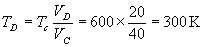 T_D = T_c \frac{V_D}{V_C} = 600 × \frac{20}{40} = 300 K